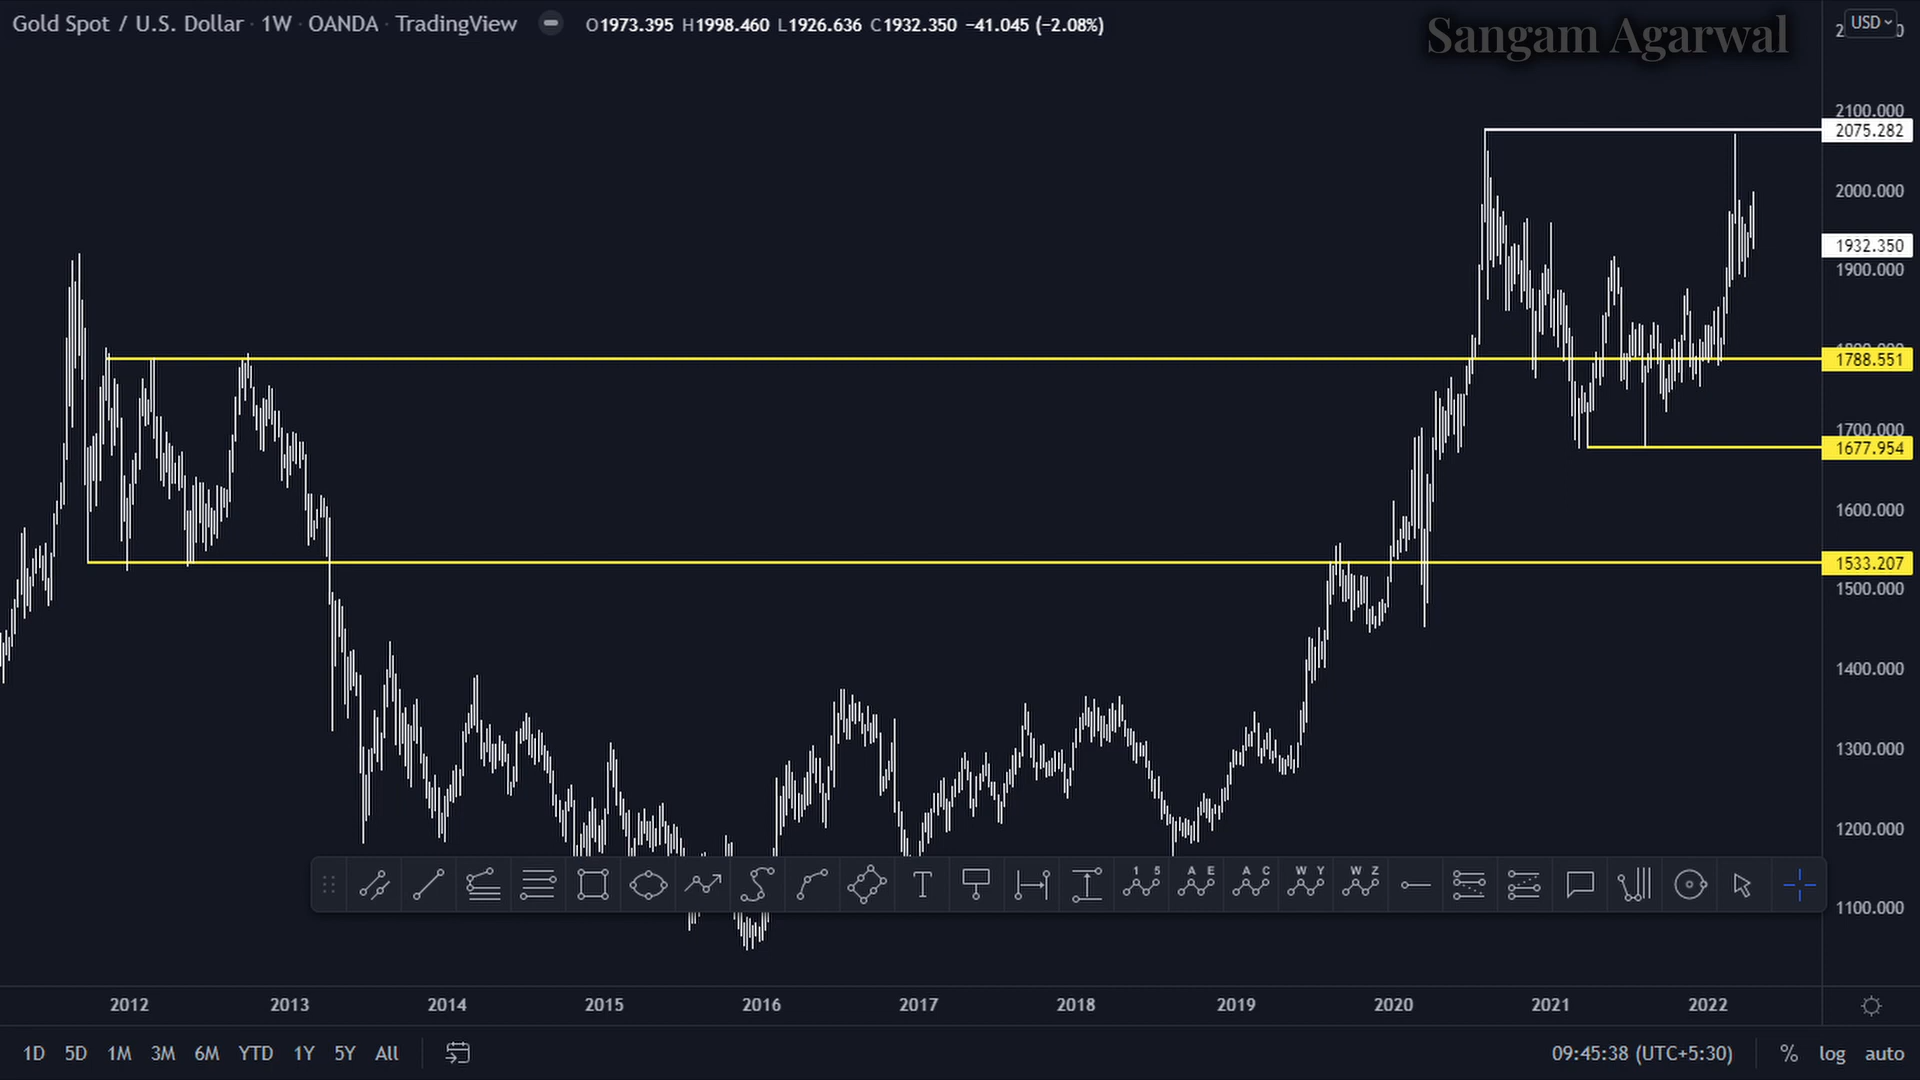 Gold Spot / U.S. Dollar · 1W · OANDA · TradingView O1973.395 H1998.460 L1926.636 C1932.350 −41.045 (−2.08%)
Sangam Agarwal
USD
2100.000
2075.282
2000.000
1932.350
1900.000
1788.551
1700.000
1677.954
1600.000
1533.207
1500.000
1400.000
1300.000
1200.000
1 5 A E A C W Y W Z
T
1100.000
2012 2013 2014 2015 2016 2017 2018 2019 2020 2021 2022
1D 5D 1M 3M 6M YTD 1Y 5Y All 09:45:38 (UTC+5:30) % log auto